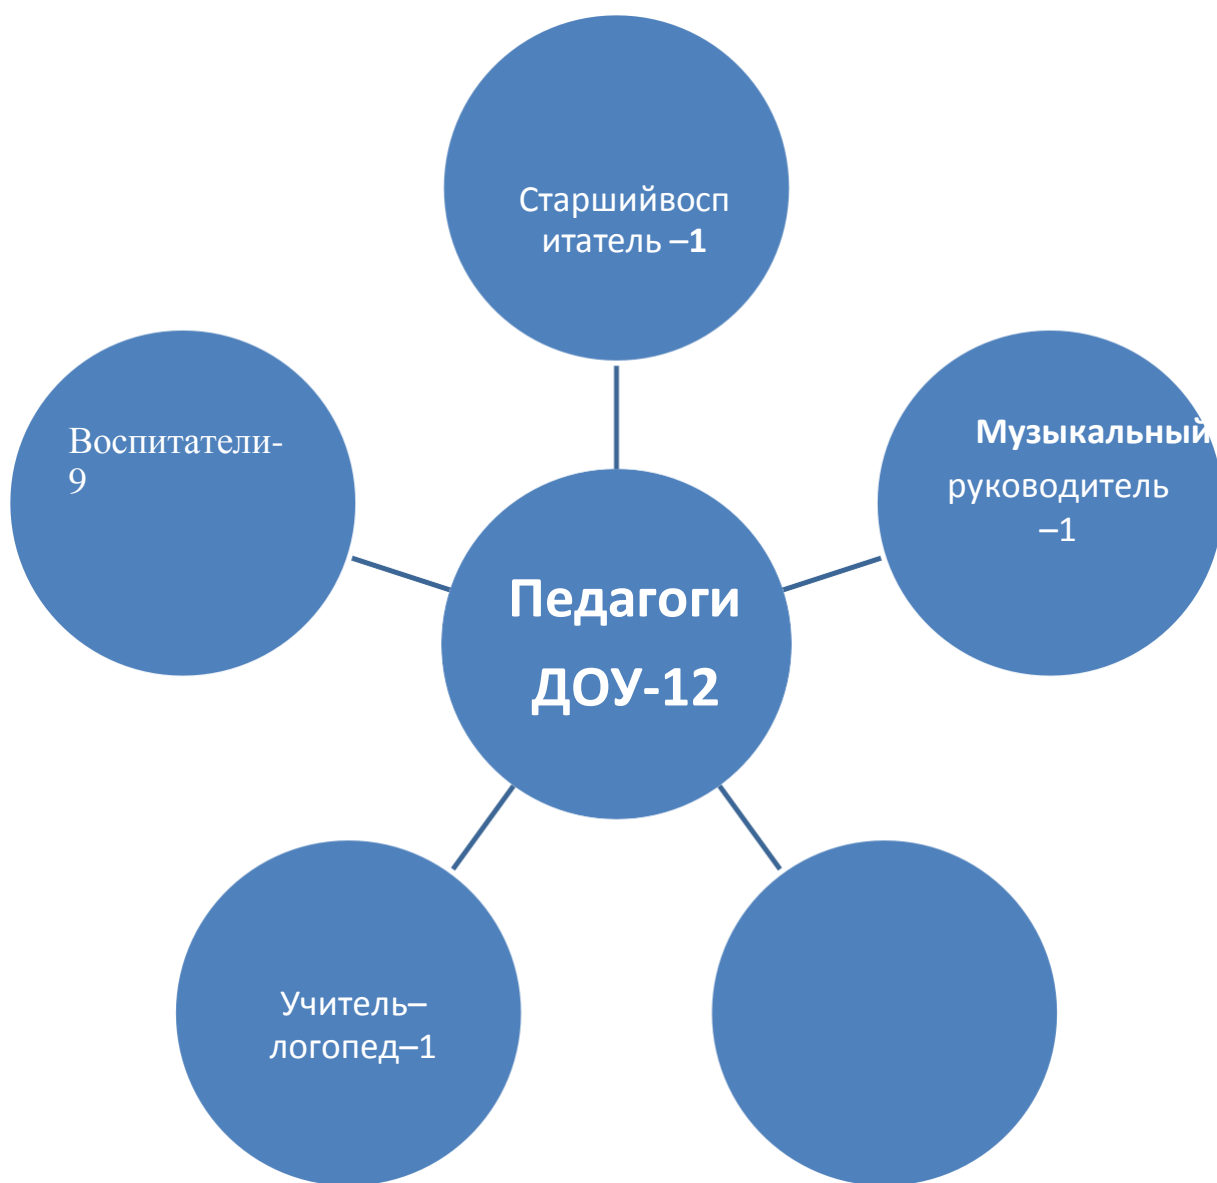 Старшийвосп
итатель –1
Воспитатели-
9
Музыкальный
руководитель
–1
Педагоги
ДОУ-12
Учитель–
логопед–1